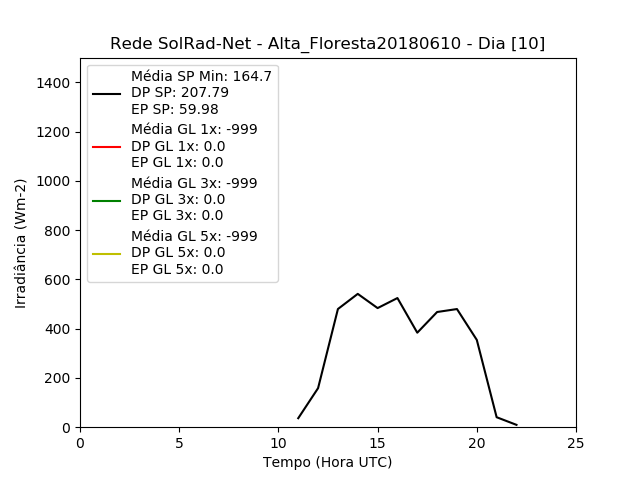 Rede SolRad-Net - Alta_Floresta20180610 - Dia [10]
Média SP Min: 164.7
DP SP: 207.79
EP SP: 59.98
Média GL 1x: -999
DP GL 1x: 0.0
EP GL 1x: 0.0
Média GL 3x: -999
DP GL 3x: 0.0
EP GL 3x: 0.0
Média GL 5x: -999
DP GL 5x: 0.0
EP GL 5x: 0.0
Irradiância (Wm-2)
1400
1200
1000
800
600
400
200
0
0 5 10 15 20 25
Tempo (Hora UTC)